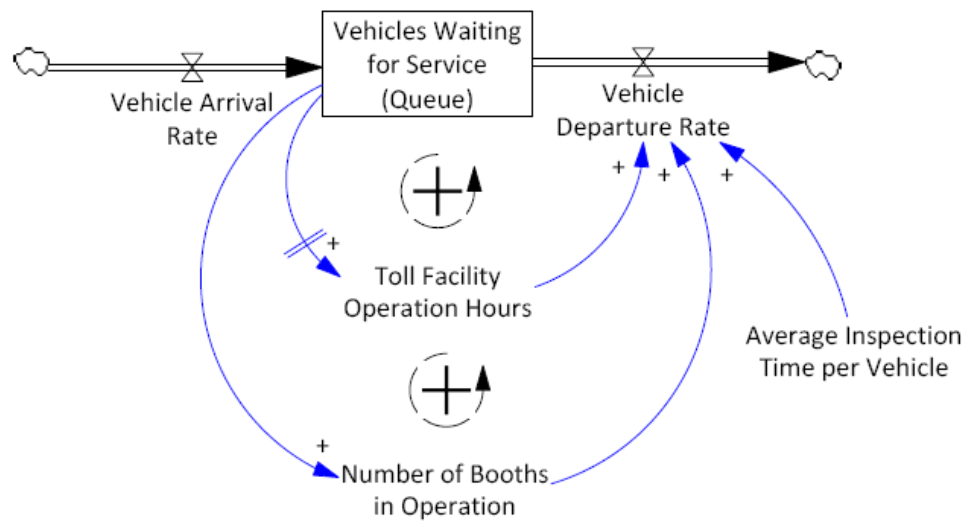 Vehicles Waiting
for Service
(Queue)
Vehicle Arrival
Rate
Vehicle
Departure Rate
+
+
+
+
Toll Facility
Operation Hours
Average Inspection
Time per Vehicle
+
Number of Booths
in Operation